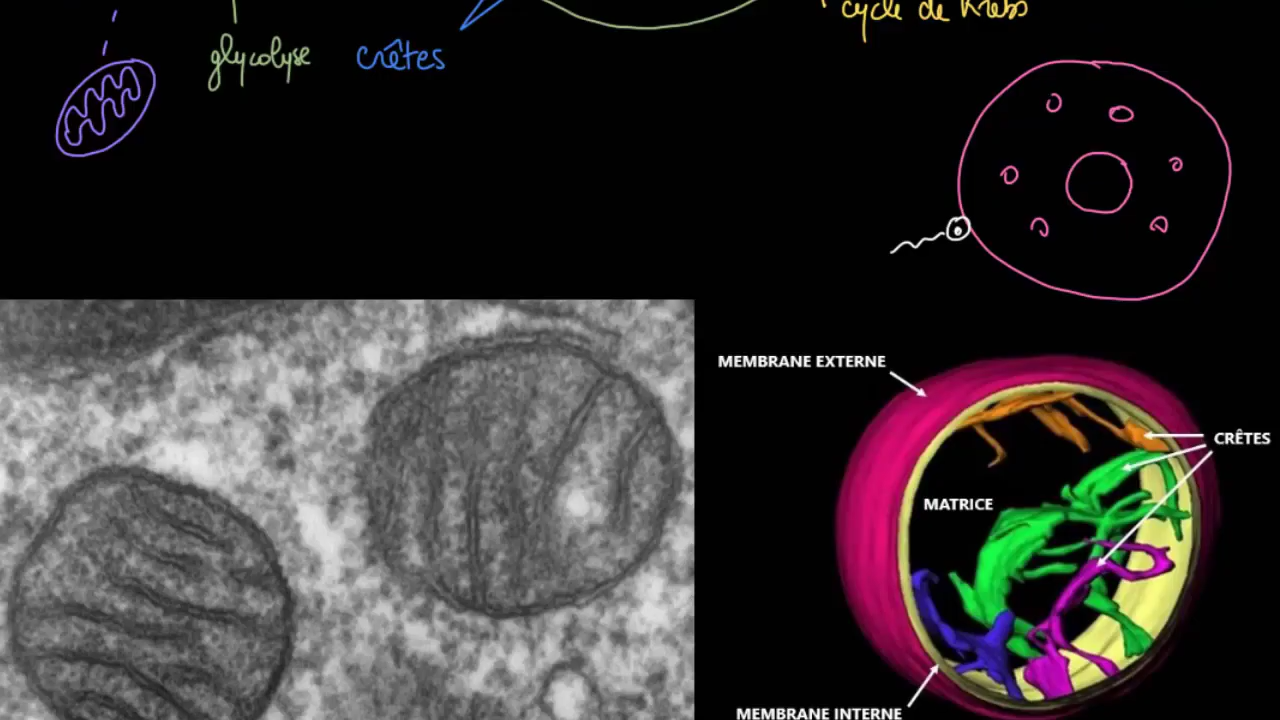 cycle de Krebs
glycolyse
crêtes
MEMBRANE EXTERNE
CRÊTES
MATRICE
MEMBRANE INTERNE